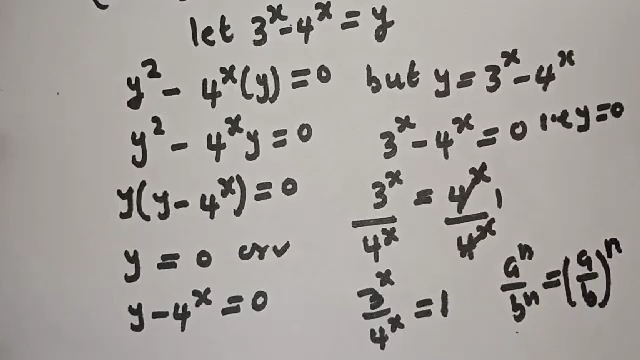 let 3^x - 4^x = y
y² - 4^x(y) = 0
y² - 4^x y = 0
y(y - 4^x) = 0
y = 0 or
y - 4^x = 0
but y = 3^x - 4^x
3^x - 4^x = 0 i.e y = 0
3^x/4^x = 4^x/4^x 1
3^x/4^x = 1
a^n/b^n = (a/b)^n